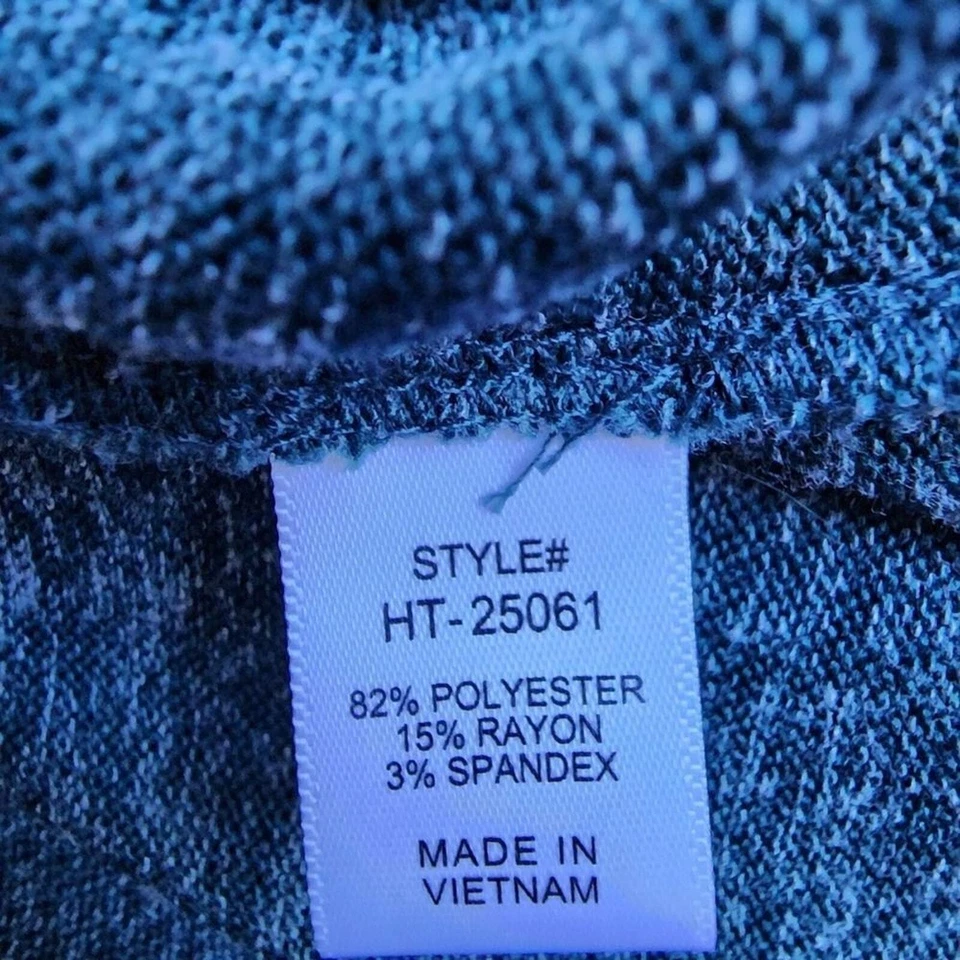 STYLE#
HT-25061
82% POLYESTER
15% RAYON
3% SPANDEX
MADE IN
VIETNAM